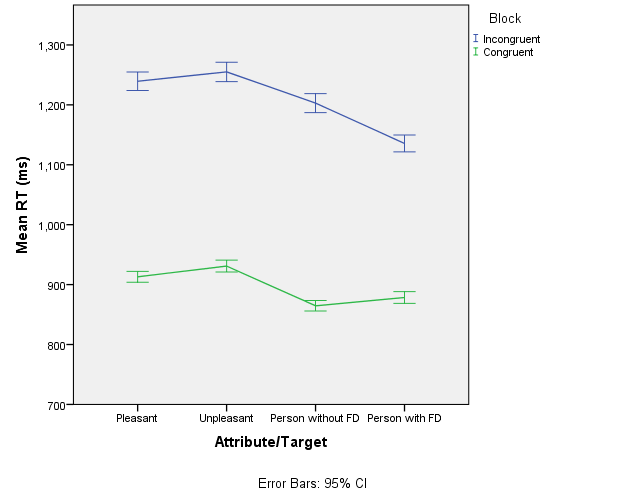 Block
Incongruent
Congruent
1,300
1,200
1,100
1,000
900
800
700
Mean RT (ms)
Pleasant
Unpleasant
Person without FD
Person with FD
Attribute/Target
Error Bars: 95% CI